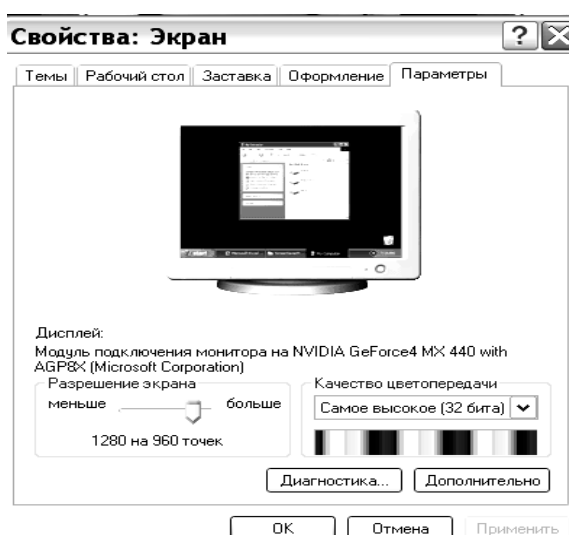 Свойства: Экран
?
Темы Рабочий стол Заставка Оформление Параметры
start
Дисплей:
Модуль подключения монитора на NVIDIA GeForce4 MX 440 with
AGP8X (Microsoft Corporation)
Разрешение экрана
меньше больше
1280 на 960 точек
Качество цветопередачи
Самое высокое (32 бита)
Диагностика... Дополнительно
OK Отмена Применить